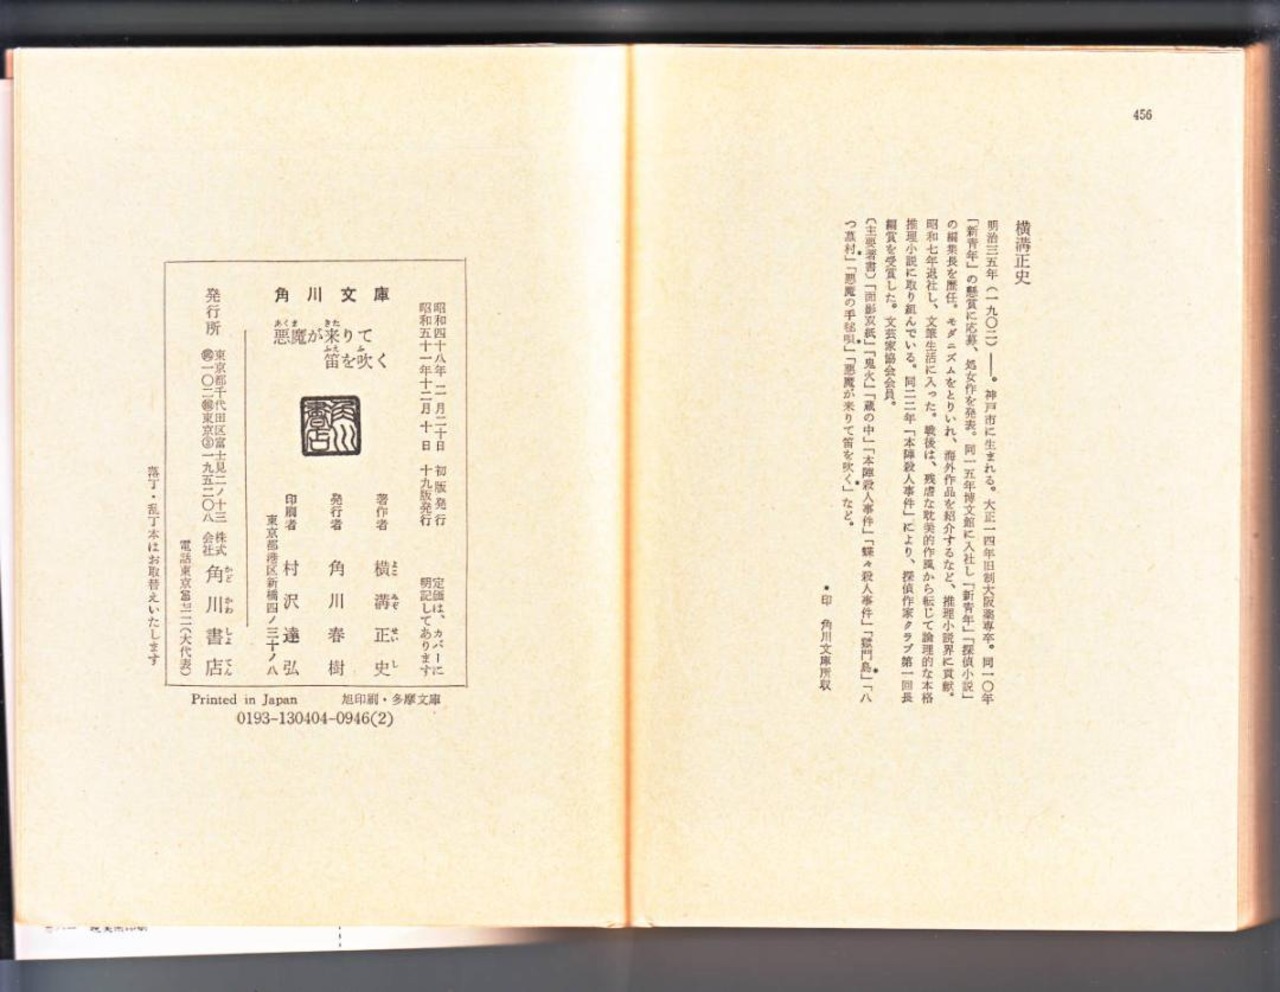 456
横溝正史
明治三五年(一九〇二)――。神戸市に生まれる。大正一四年旧制大阪薬専卒。同一〇年
「新青年」の懸賞に応募、処女作を発表。同一五年博文館に入社し「新青年」「探偵小説」
の編集長を歴任。モダニズムをとりいれ、海外作品を紹介するなど、推理小説界に貢献。
昭和七年退社し、文筆生活に入った。戦後は、残虐な耽美的作風から転じて論理的な本格
推理小説に取り組んでいる。同二二年「本陣殺人事件」により、探偵作家クラブ第一回長
編賞を受賞した。文芸家協会会員。
(主要著書)「面影双紙」「鬼火」「蔵の中」「本陣殺人事件」「蝶々殺人事件」「獄門島」「八
つ墓村」「悪魔の手毬唄」「悪魔が来りて笛を吹く」など。
*印 角川文庫所収
角川文庫
悪魔が来りて
笛を吹く
昭和四十八年 二月二十日 初版発行
昭和五十一年十二月 十日 十九版発行
定価は、カバーに
明記してあります
著作者 横溝正史
発行者 角川春樹
印刷者 村沢達弘
東京都港区新橋四ノ三十ノ八
発行所
東京都千代田区富士見二ノ十三
〒一〇二 振東京③一九五二〇八
株式会社 角川書店
落丁・乱丁本はお取替えいたします
Printed in Japan 旭印刷・多摩文庫
0193-130404-0946(2)